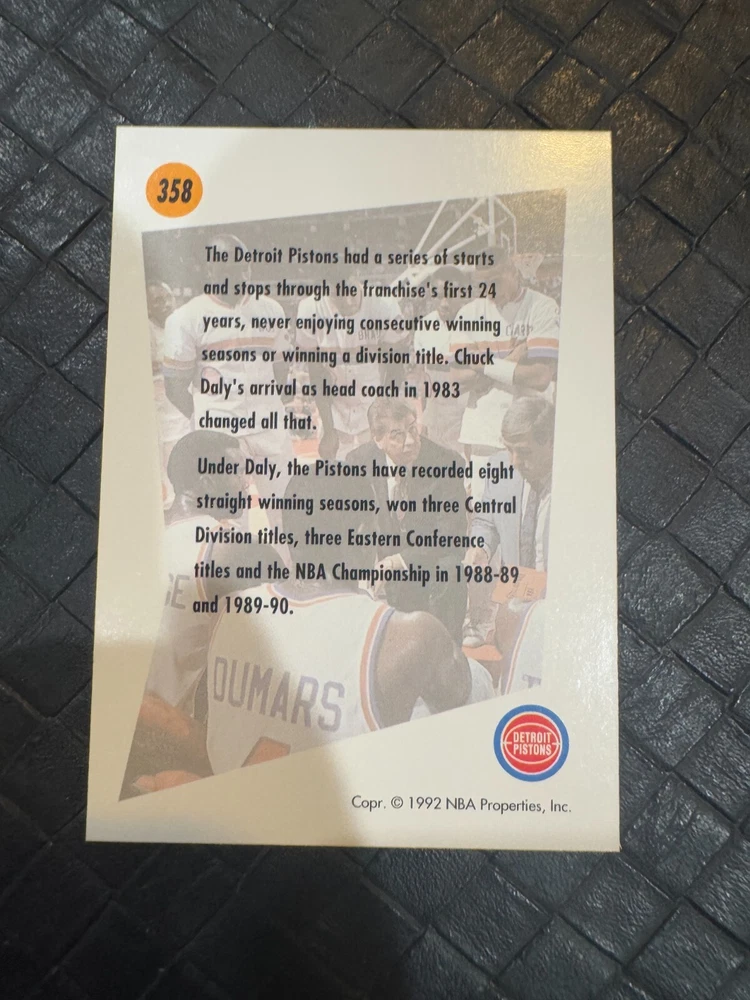 358
The Detroit Pistons had a series of starts
and stops through the franchise's first 24
years, never enjoying consecutive winning
seasons or winning a division title. Chuck
Daly's arrival as head coach in 1983
changed all that.
Under Daly, the Pistons have recorded eight
straight winning seasons, won three Central
Division titles, three Eastern Conference
titles and the NBA Championship in 1988-89
and 1989-90.
DUMARS
DETROIT
PISTONS
Copr. © 1992 NBA Properties, Inc.